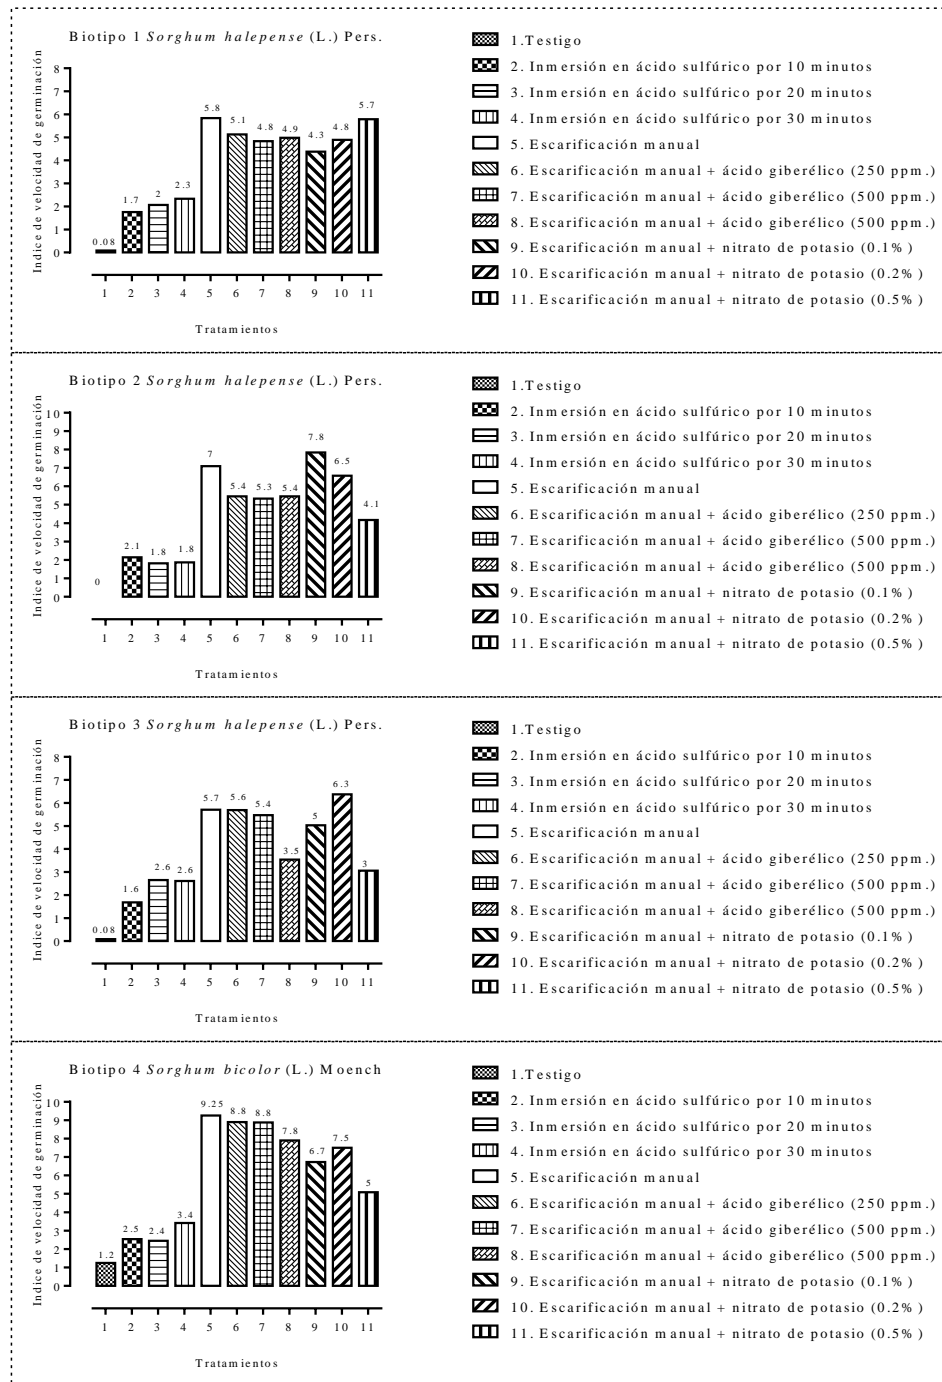 Biotipo 1 Sorghum halepense (L.) Pers.
Indice de velocidad de germinación
8
7
6
5
4
3
2
1
0
0.08
1.7
2
2.3
5.8
5.1
4.8
4.9
4.3
4.8
5.7
1 2 3 4 5 6 7 8 9 10 11
Tratamientos
1.Testigo
2. Inmersión en ácido sulfúrico por 10 minutos
3. Inmersión en ácido sulfúrico por 20 minutos
4. Inmersión en ácido sulfúrico por 30 minutos
5. Escarificación manual
6. Escarificación manual + ácido giberélico (250 ppm.)
7. Escarificación manual + ácido giberélico (500 ppm.)
8. Escarificación manual + ácido giberélico (500 ppm.)
9. Escarificación manual + nitrato de potasio (0.1%)
10. Escarificación manual + nitrato de potasio (0.2%)
11. Escarificación manual + nitrato de potasio (0.5%)
Biotipo 2 Sorghum halepense (L.) Pers.
Indice de velocidad de germinación
10
9
8
7
6
5
4
3
2
1
0
0
2.1
1.8
1.8
7
5.4
5.3
5.4
7.8
6.5
4.1
1 2 3 4 5 6 7 8 9 10 11
Tratamientos
1.Testigo
2. Inmersión en ácido sulfúrico por 10 minutos
3. Inmersión en ácido sulfúrico por 20 minutos
4. Inmersión en ácido sulfúrico por 30 minutos
5. Escarificación manual
6. Escarificación manual + ácido giberélico (250 ppm.)
7. Escarificación manual + ácido giberélico (500 ppm.)
8. Escarificación manual + ácido giberélico (500 ppm.)
9. Escarificación manual + nitrato de potasio (0.1%)
10. Escarificación manual + nitrato de potasio (0.2%)
11. Escarificación manual + nitrato de potasio (0.5%)
Biotipo 3 Sorghum halepense (L.) Pers.
Indice de velocidad de germinación
8
7
6
5
4
3
2
1
0
0.08
1.6
2.6
2.6
5.7
5.6
5.4
3.5
5
6.3
3
1 2 3 4 5 6 7 8 9 10 11
Tratamientos
1.Testigo
2. Inmersión en ácido sulfúrico por 10 minutos
3. Inmersión en ácido sulfúrico por 20 minutos
4. Inmersión en ácido sulfúrico por 30 minutos
5. Escarificación manual
6. Escarificación manual + ácido giberélico (250 ppm.)
7. Escarificación manual + ácido giberélico (500 ppm.)
8. Escarificación manual + ácido giberélico (500 ppm.)
9. Escarificación manual + nitrato de potasio (0.1%)
10. Escarificación manual + nitrato de potasio (0.2%)
11. Escarificación manual + nitrato de potasio (0.5%)
Biotipo 4 Sorghum bicolor (L.) Moench
Indice de velocidad de germinación
10
9
8
7
6
5
4
3
2
1
0
1.2
2.5
2.4
3.4
9.25
8.8
8.8
7.8
6.7
7.5
5
1 2 3 4 5 6 7 8 9 10 11
Tratamientos
1.Testigo
2. Inmersión en ácido sulfúrico por 10 minutos
3. Inmersión en ácido sulfúrico por 20 minutos
4. Inmersión en ácido sulfúrico por 30 minutos
5. Escarificación manual
6. Escarificación manual + ácido giberélico (250 ppm.)
7. Escarificación manual + ácido giberélico (500 ppm.)
8. Escarificación manual + ácido giberélico (500 ppm.)
9. Escarificación manual + nitrato de potasio (0.1%)
10. Escarificación manual + nitrato de potasio (0.2%)
11. Escarificación manual + nitrato de potasio (0.5%)